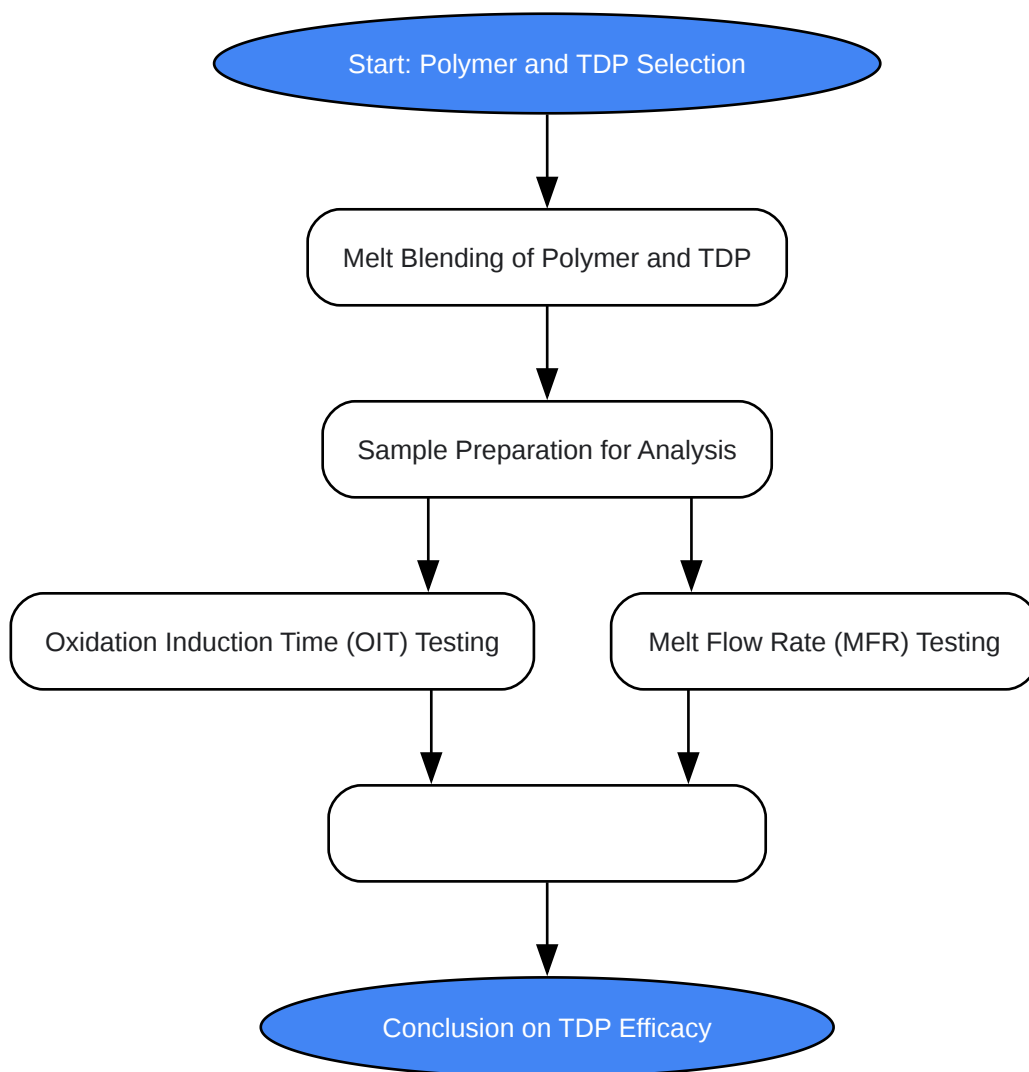 Start: Polymer and TDP Selection
Melt Blending of Polymer and TDP
Sample Preparation for Analysis
Oxidation Induction Time (OIT) Testing
Melt Flow Rate (MFR) Testing
Conclusion on TDP Efficacy